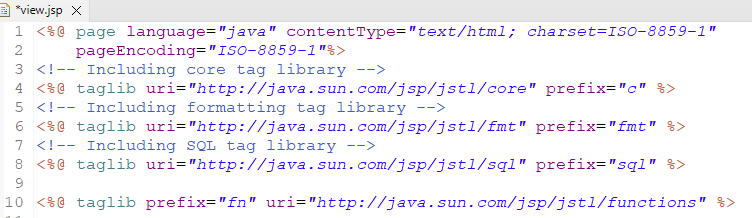 *view.jsp
1 <%@ page language="java" contentType="text/html; charset=ISO-8859-1"
2     pageEncoding="ISO-8859-1"%>
3 <!-- Including core tag library -->
4 <%@ taglib uri="http://java.sun.com/jsp/jstl/core" prefix="c" %>
5 <!-- Including formatting tag library -->
6 <%@ taglib uri="http://java.sun.com/jsp/jstl/fmt" prefix="fmt" %>
7 <!-- Including SQL tag library -->
8 <%@ taglib uri="http://java.sun.com/jsp/jstl/sql" prefix="sql" %>
9
10 <%@ taglib prefix="fn" uri="http://java.sun.com/jsp/jstl/functions" %>